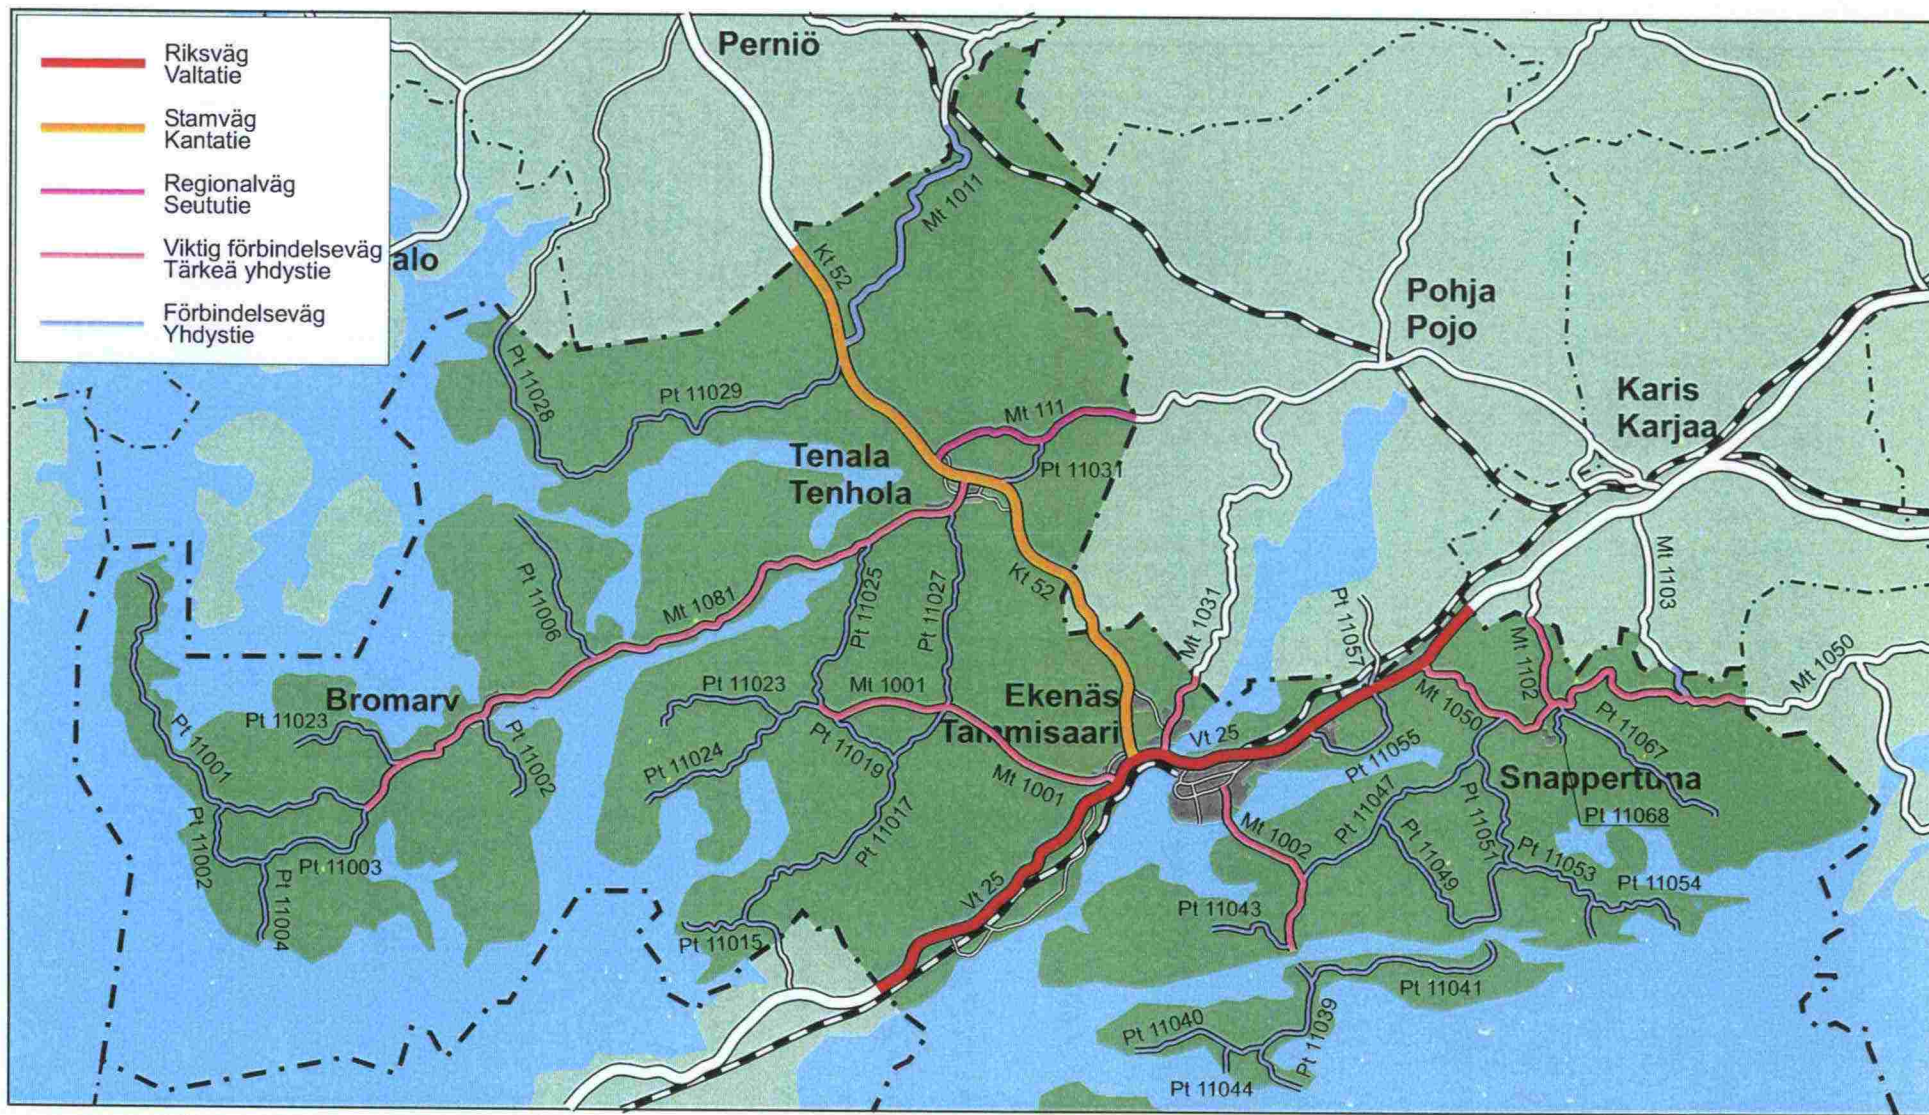 Riksväg
Valtatie
Stamväg
Kantatie
Regionalväg
Seututie
Viktig förbindelseväg
Tärkeä yhdystie
Förbindelseväg
Yhdystie
Perniö
alo
Mt 1011
Kt 52
Pohja
Pojo
Karis
Karjaa
Pt 11028
Pt 11029
Mt 111
Pt 11031
Tenala
Tenhola
Kt 52
Mt 1103
Pt 11006
Mt 1081
Pt 11025
Pt 11027
Mt 1031
Pt 11057
Mt 1102
Mt 1050
Bromarv
Pt 11023
Pt 11023
Mt 1001
Ekenäs
Tammisaari
Vt 25
Mt 1050
Pt 11067
Pt 11001
Pt 11002
Pt 11024
Pt 11019
Mt 1001
Pt 11055
Snappertuna
Pt 11068
Pt 11002
Pt 11003
Pt 11004
Pt 11017
Vt 25
Pt 11015
Mt 1002
Pt 11047
Pt 11049
Pt 11051
Pt 11053
Pt 11054
Pt 11043
Pt 11041
Pt 11040
Pt 11039
Pt 11044